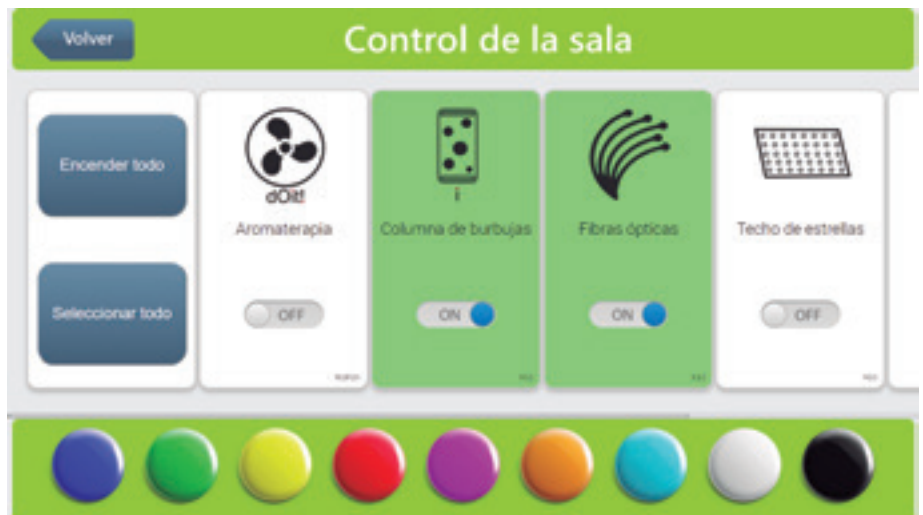 Volver
Control de la sala
Encender todo
Seleccionar todo
dOit!
Aromaterapia
OFF
i
Columna de burbujas
ON
Fibras ópticas
ON
Techo de estrellas
OFF